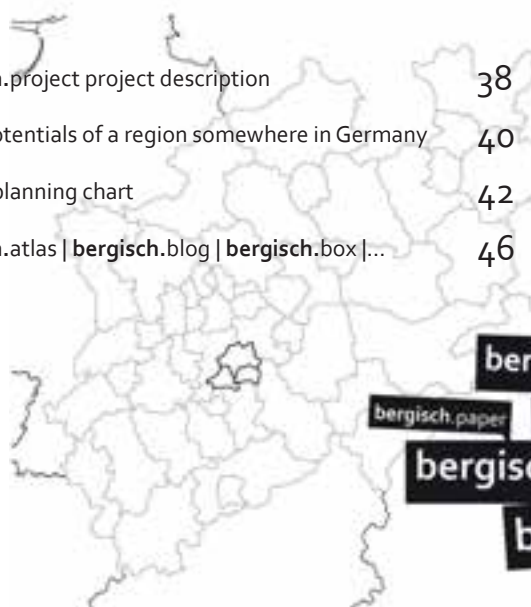 .project project description 38
otentials of a region somewhere in Germany 40
planning chart 42
.atlas | bergisch.blog | bergisch.box |... 46
ber
bergisch.paper
bergisc
b